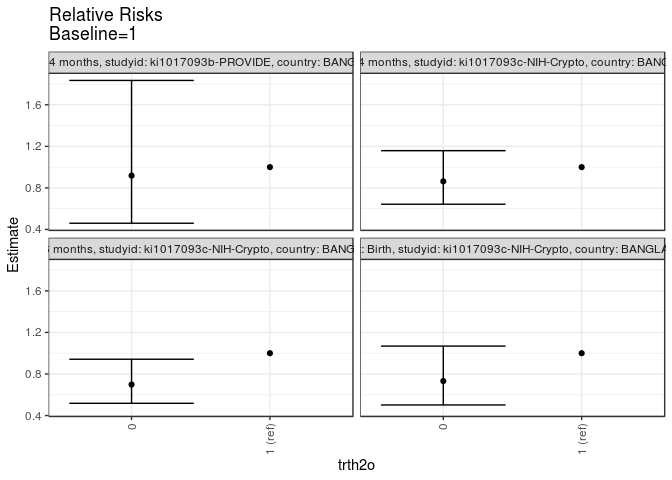 Relative Risks
Baseline=1
4 months, studyid: ki1017093b-PROVIDE, country: BANG
4 months, studyid: ki1017093c-NIH-Crypto, country: BANG
1.6
1.2
0.8
0.4
months, studyid: ki1017093c-NIH-Crypto, country: BANG
: Birth, studyid: ki1017093c-NIH-Crypto, country: BANGLA
1.6
1.2
0.8
0.4
Estimate
0
1 (ref)
0
1 (ref)
trth2o